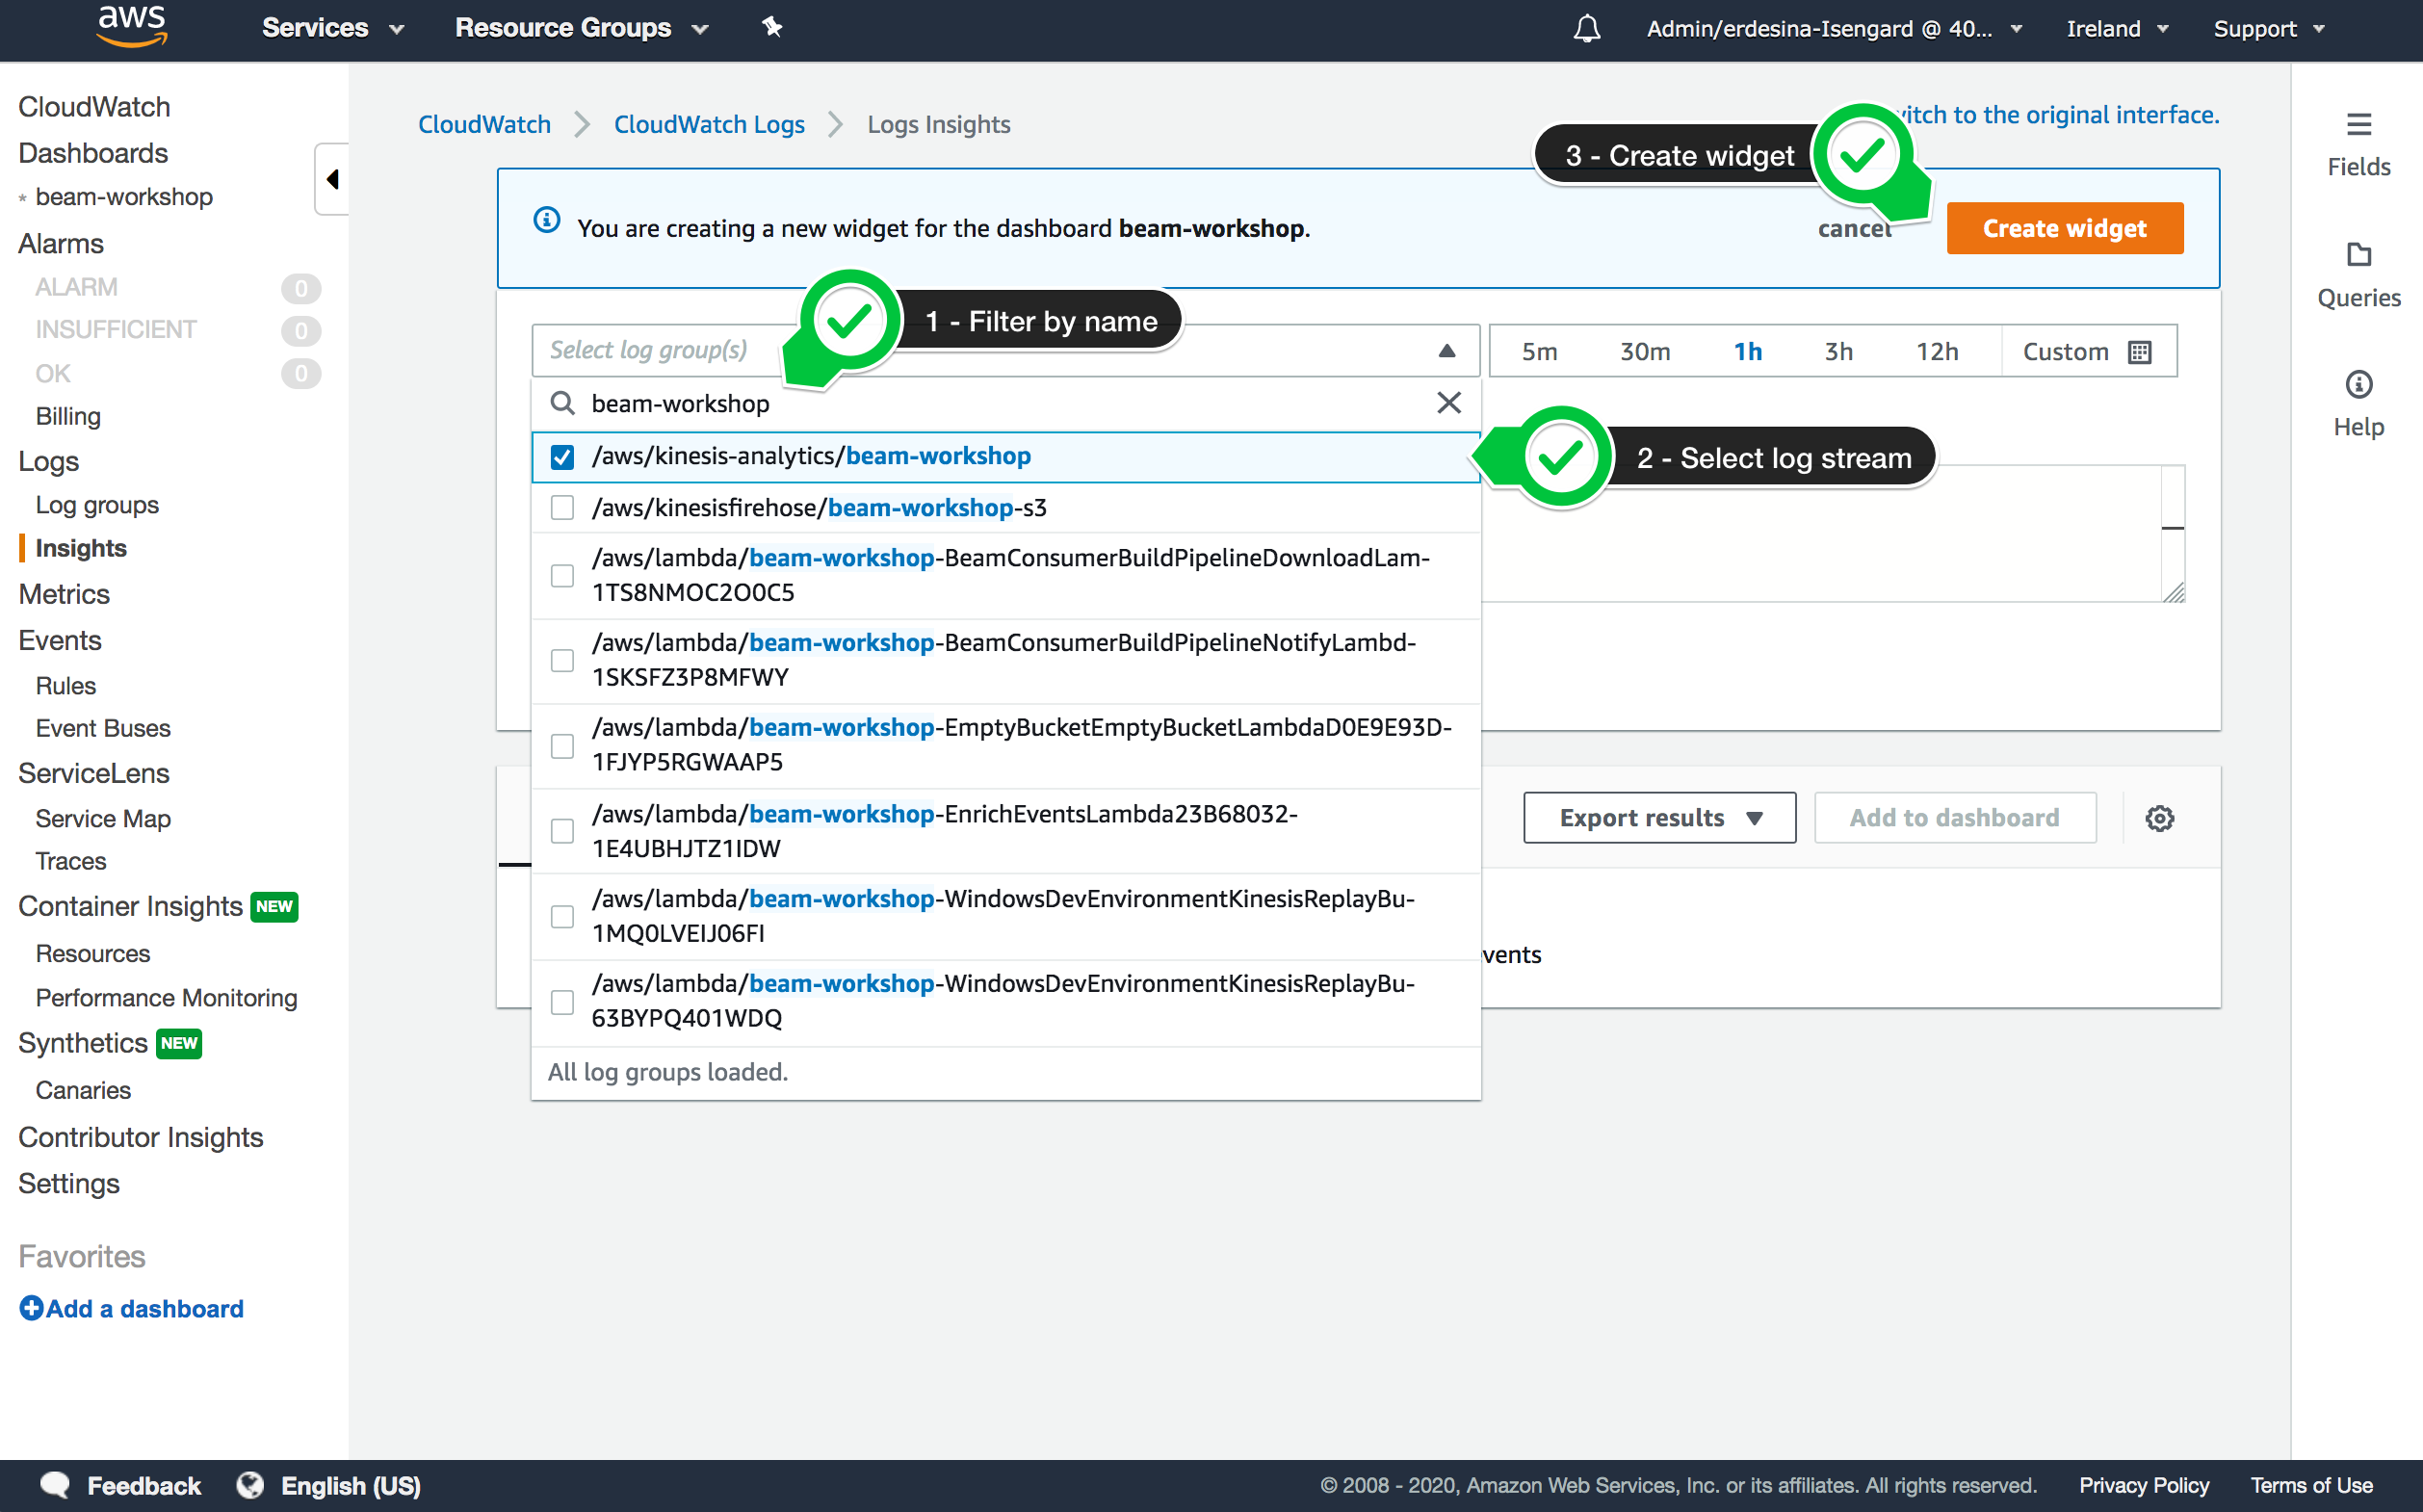 aws
Services
Resource Groups
Admin/erdesina-Isengard @ 40...
Ireland
Support
CloudWatch
Dashboards
* beam-workshop
Alarms
ALARM 0
INSUFFICIENT 0
OK 0
Billing
Logs
Log groups
Insights
Metrics
Events
Rules
Event Buses
ServiceLens
Service Map
Traces
Container Insights NEW
Resources
Performance Monitoring
Synthetics NEW
Canaries
Contributor Insights
Settings
Favorites
Add a dashboard
CloudWatch
CloudWatch Logs
Logs Insights
to the original interface.
3 - Create widget
You are creating a new widget for the dashboard beam-workshop.
cancel
Create widget
1 - Filter by name
Select log group(s)
5m
30m
1h
3h
12h
Custom
beam-workshop
/aws/kinesis-analytics/beam-workshop
2 - Select log stream
/aws/kinesisfirehose/beam-workshop-s3
/aws/lambda/beam-workshop-BeamConsumerBuildPipelineDownloadLam-
1TS8NMOC2O0C5
/aws/lambda/beam-workshop-BeamConsumerBuildPipelineNotifyLambd-
1SKSFZ3P8MFWY
/aws/lambda/beam-workshop-EmptyBucketEmptyBucketLambdaD0E9E93D-
1FJYP5RGWAAP5
/aws/lambda/beam-workshop-EnrichEventsLambda23B68032-
1E4UBHJTZ1IDW
/aws/lambda/beam-workshop-WindowsDevEnvironmentKinesisReplayBu-
1MQ0LVEIJ06FI
/aws/lambda/beam-workshop-WindowsDevEnvironmentKinesisReplayBu-
63BYPQ401WDQ
All log groups loaded.
Export results
Add to dashboard
Fields
Queries
Help
Feedback
English (US)
© 2008 - 2020, Amazon Web Services, Inc. or its affiliates. All rights reserved.
Privacy Policy
Terms of Use